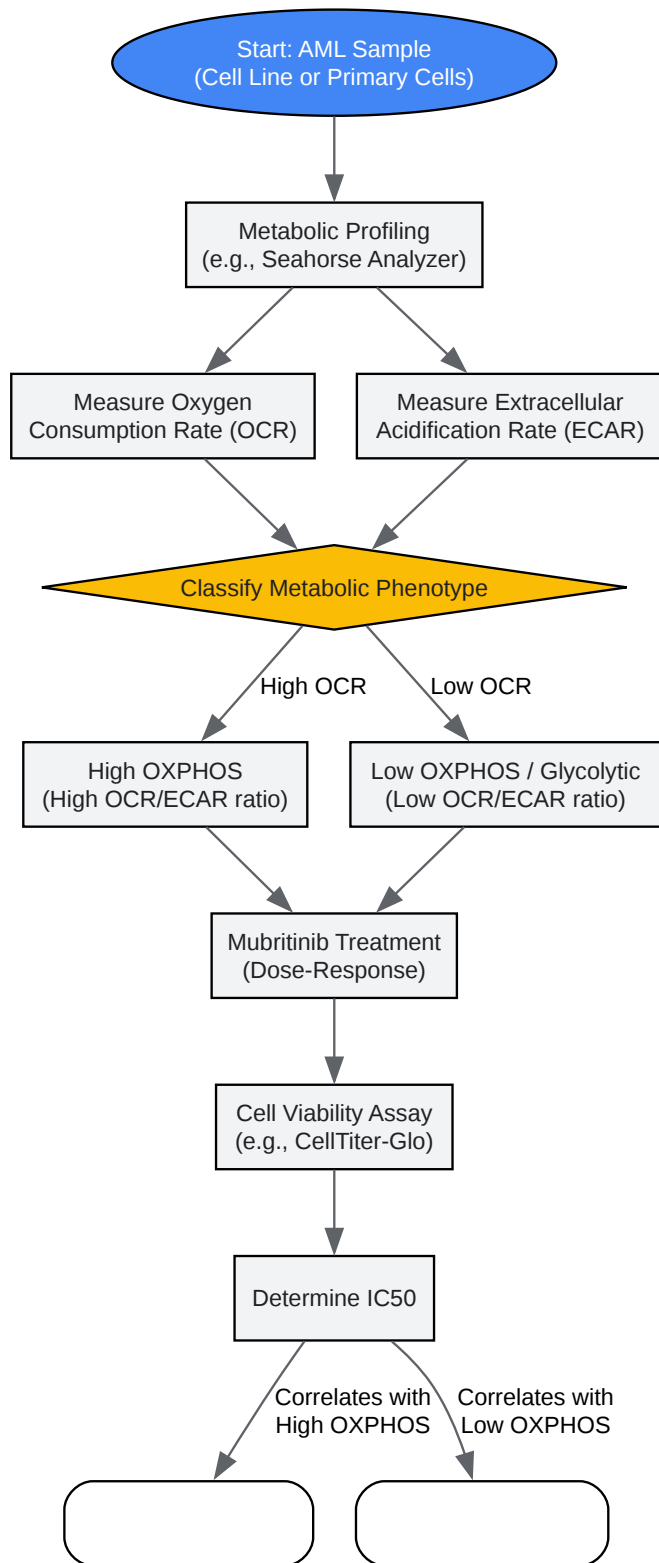 Start: AML Sample
(Cell Line or Primary Cells)
Metabolic Profiling
(e.g., Seahorse Analyzer)
Measure Oxygen
Consumption Rate (OCR)
Measure Extracellular
Acidification Rate (ECAR)
Classify Metabolic Phenotype
High OCR
Low OCR
High OXPHOS
(High OCR/ECAR ratio)
Low OXPHOS / Glycolytic
(Low OCR/ECAR ratio)
Mubritinib Treatment
(Dose-Response)
Cell Viability Assay
(e.g., CellTiter-Glo)
Determine IC50
Correlates with
High OXPHOS
Correlates with
Low OXPHOS